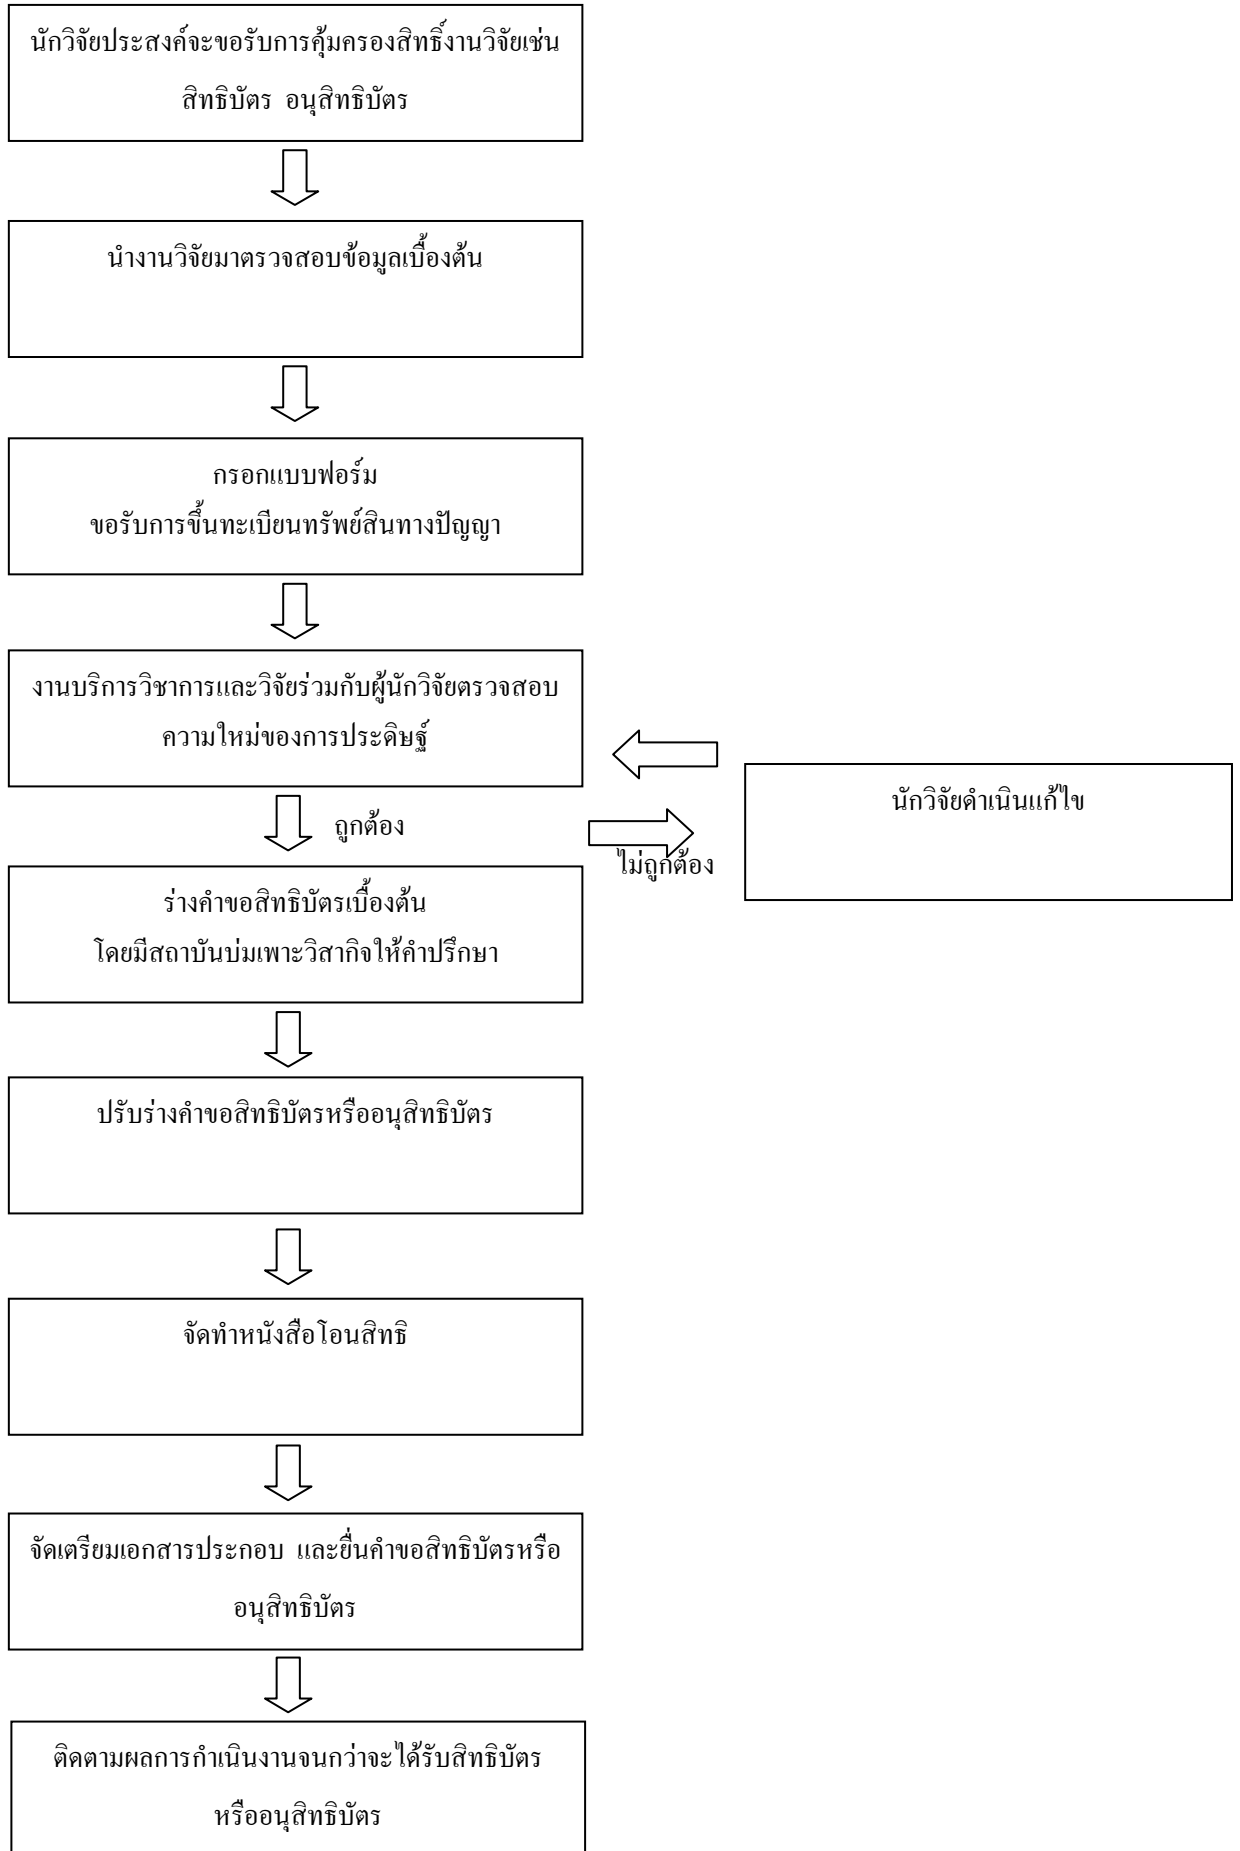 นักวิจัยประสงค์จะขอรับการคุ้มครองสิทธิ์งานวิจัยเช่น
สิทธิบัตร อนุสิทธิบัตร
นำงานวิจัยมาตรวจสอบข้อมูลเบื้องต้น
กรอกแบบฟอร์ม
ขอรับการขึ้นทะเบียนทรัพย์สินทางปัญญา
งานบริการวิชาการและวิจัยร่วมกับผู้นักวิจัยตรวจสอบ
ความใหม่ของการประดิษฐ์
นักวิจัยดำเนินแก้ไข
ถูกต้อง
ไม่ถูกต้อง
ร่างคำขอสิทธิบัตรเบื้องต้น
โดยมีสถาบันบ่มเพาะวิสากิจให้คำปรึกษา
ปรับร่างคำขอสิทธิบัตรหรืออนุสิทธิบัตร
จัดทำหนังสือโอนสิทธิ
จัดเตรียมเอกสารประกอบ และยื่นคำขอสิทธิบัตรหรือ
อนุสิทธิบัตร
ติดตามผลการกำเนินงานจนกว่าจะได้รับสิทธิบัตร
หรืออนุสิทธิบัตร